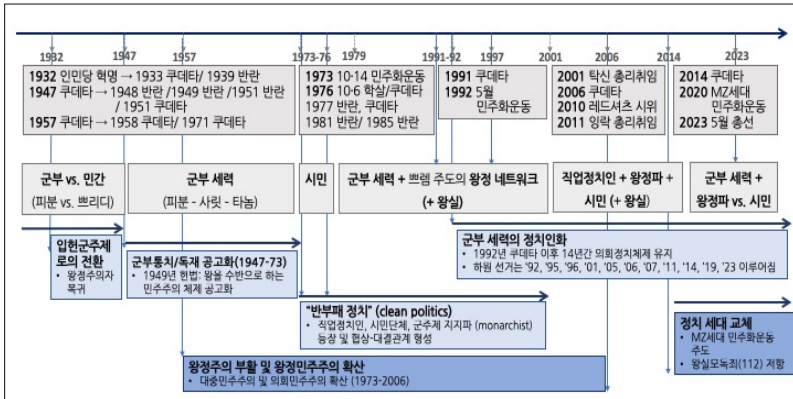 1932
1947
1957
1973-76
1979
1991-92
1997
2001
2006
2014
2023
1932 인민당 혁명 → 1933 쿠데타/ 1939 반란
1947 쿠데타 → 1948 반란/1949 반란 /1951 반란
/ 1951 쿠데타
1957 쿠데타 → 1958 쿠데타/ 1971 쿠데타
1973 10-14 민주화운동
1976 10-6 학살/쿠데타
1977 반란, 쿠데타
1981 반란/ 1985 반란
1991 쿠데타
1992 5월
민주화운동
2001 탁신 총리취임
2006 쿠데타
2010 레드셔츠 시위
2011 잉락 총리취임
2014 쿠데타
2020 MZ세대
민주화운동
2023 5월 총선
군부 vs. 민간
(피분 vs. 쁘리디)
군부 세력
(피분 - 사릿 - 타놈)
시민
군부 세력 + 쁘렘 주도의 왕정 네트워크
(+ 왕실)
직업정치인 + 왕정파 +
시민 (+ 왕실)
군부 세력 +
왕정파 vs. 시민
입헌군주제
로의 전환
• 왕정주의자
복귀
군부통치/독재 공고화(1947-73)
• 1949년 헌법: 왕을 수반으로 하는
민주주의 체제 공고화
군부 세력의 정치인화
• 1992년 쿠데타 이후 14년간 의회정치체제 유지
• 하원 선거는 '92, '95, '96, '01, '05, '06, '07, '11, '14, '19, '23 이루어짐
"반부패 정치" (clean politics)
• 직업정치인, 시민단체, 군주제 지지파 (monarchist)
등장 및 협상-대결관계 형성
정치 세대 교체
• MZ세대 민주화운동
주도
• 왕실모독죄(112) 저항
왕정주의 부활 및 왕정민주주의 확산
• 대중민주주의 및 의회민주주의 확산 (1973-2006)